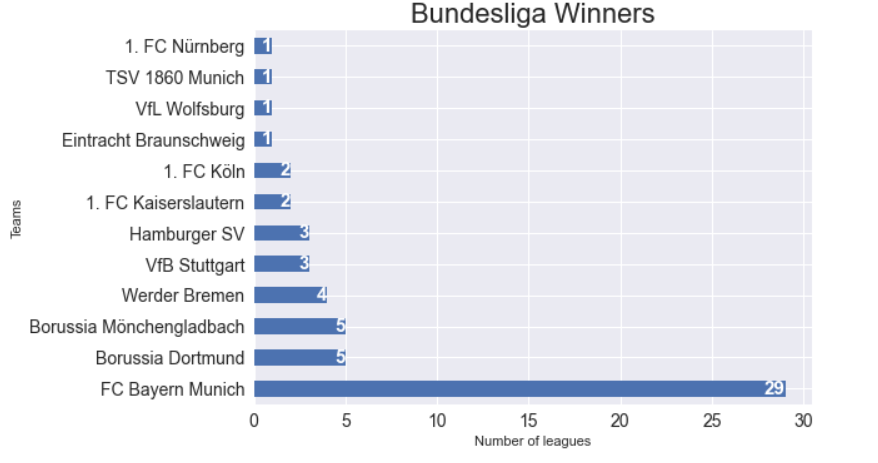 Bundesliga Winners
1. FC Nürnberg 1
TSV 1860 Munich 1
VfL Wolfsburg 1
Eintracht Braunschweig 1
1. FC Köln 2
1. FC Kaiserslautern 2
Hamburger SV 3
VfB Stuttgart 3
Werder Bremen 4
Borussia Mönchengladbach 5
Borussia Dortmund 5
FC Bayern Munich 29
Teams
0 5 10 15 20 25 30
Number of leagues